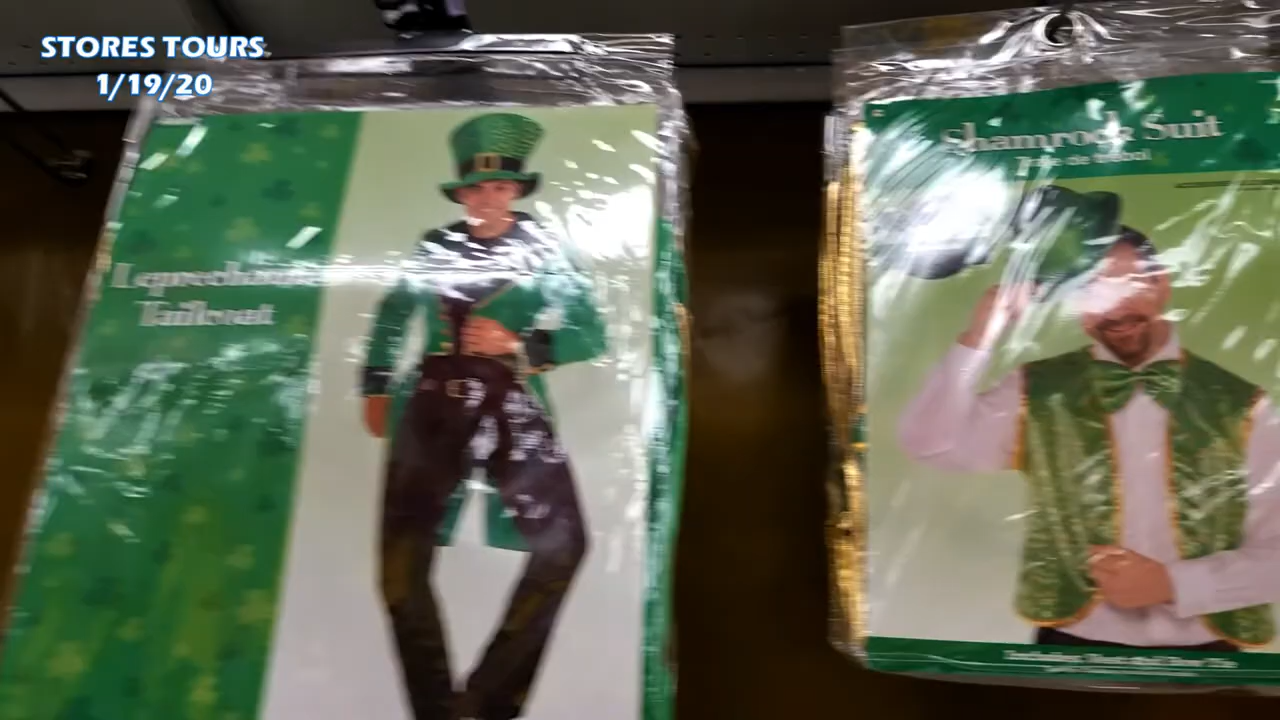 STORES TOURS
1/19/20
Leprechaun
Tailcoat
Shamrock Suit